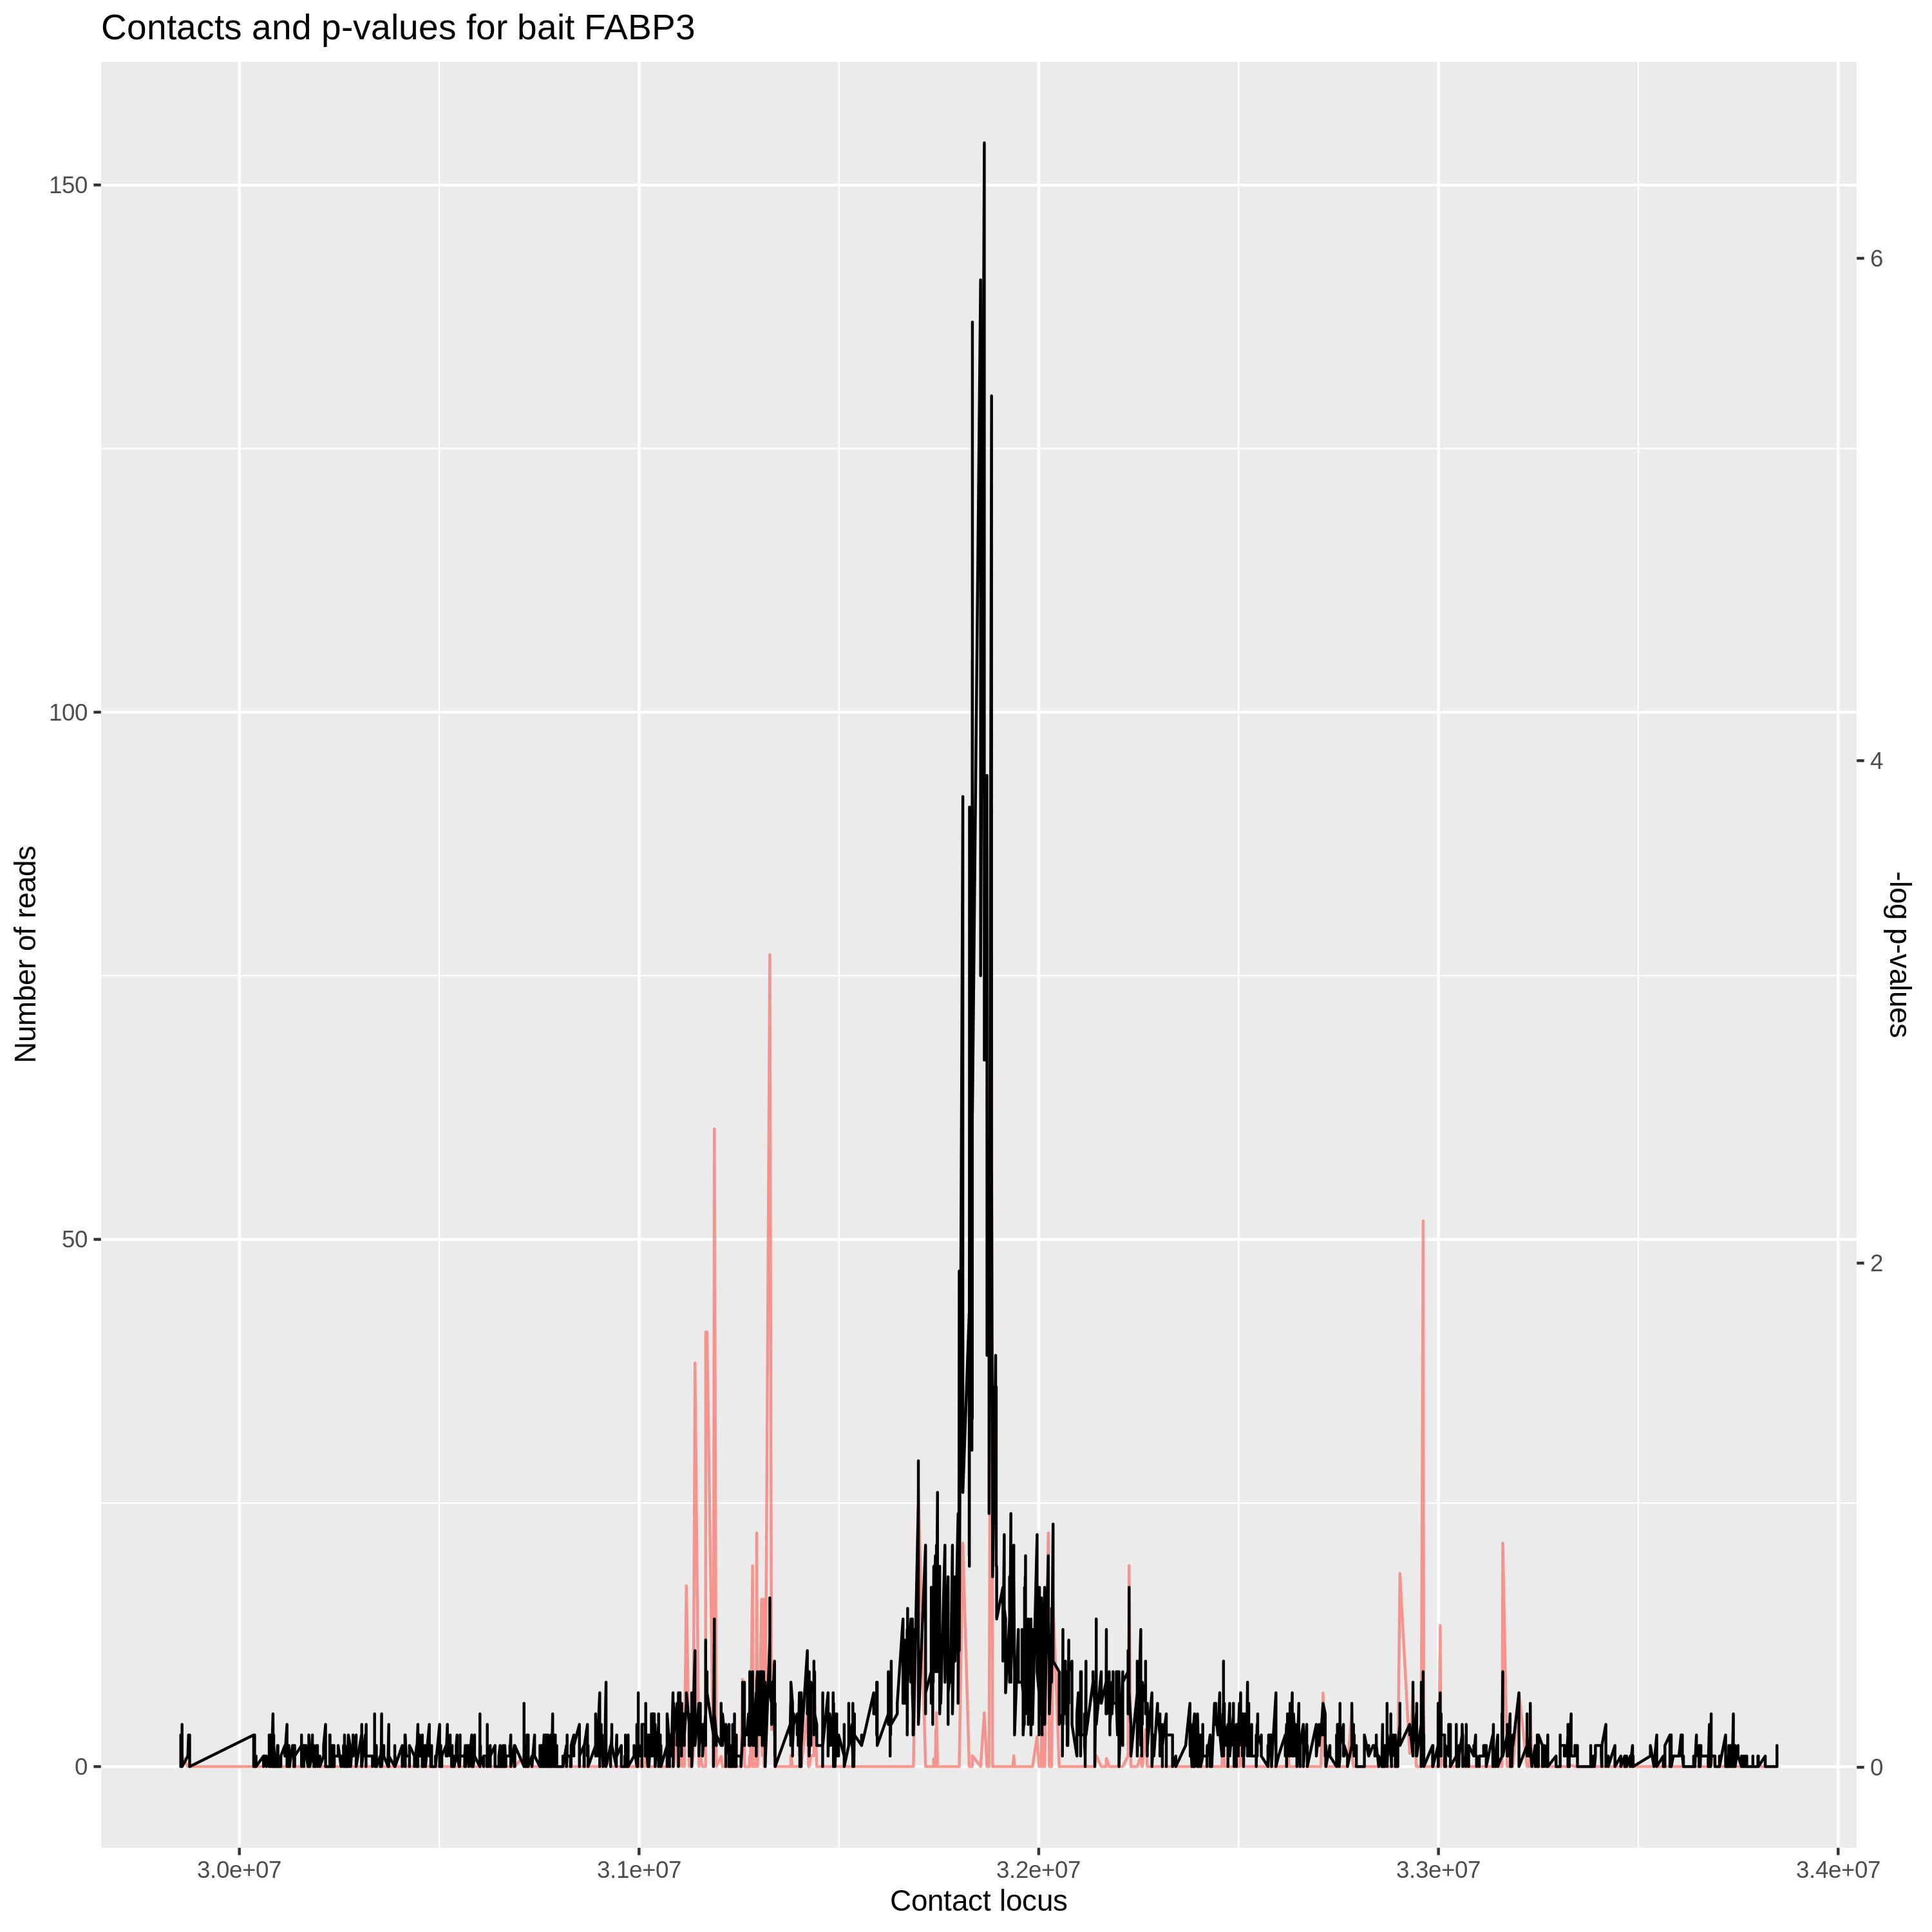 Contacts and p-values for bait FABP3
150
100
50
0
Number of reads
6
4
2
0
-log p-values
3.0e+07
3.1e+07
3.2e+07
3.3e+07
3.4e+07
Contact locus